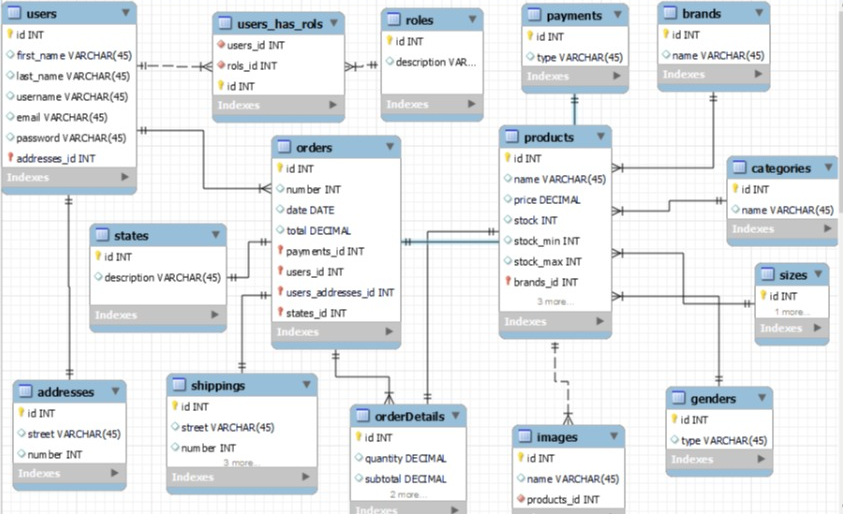 users
id INT
first_name VARCHAR(45)
last_name VARCHAR(45)
username VARCHAR(45)
email VARCHAR(45)
password VARCHAR(45)
addresses_id INT
Indexes
users_has_rols
users_id INT
rols_id INT
id INT
Indexes
roles
id INT
description VAR...
Indexes
payments
id INT
type VARCHAR(45)
Indexes
brands
id INT
name VARCHAR(45)
Indexes
orders
id INT
number INT
date DATE
total DECIMAL
payments_id INT
users_id INT
users_addresses_id INT
states_id INT
Indexes
products
id INT
name VARCHAR(45)
price DECIMAL
stock INT
stock_min INT
stock_max INT
brands_id INT
3 more...
Indexes
categories
id INT
name VARCHAR(45)
Indexes
states
id INT
description VARCHAR(45)
Indexes
sizes
id INT
1 more...
Indexes
addresses
id INT
street VARCHAR(45)
number INT
Indexes
shippings
id INT
street VARCHAR(45)
number INT
3 more...
Indexes
orderDetails
id INT
quantity DECIMAL
subtotal DECIMAL
2 more...
Indexes
images
id INT
name VARCHAR(45)
products_id INT
genders
id INT
type VARCHAR(45)
Indexes